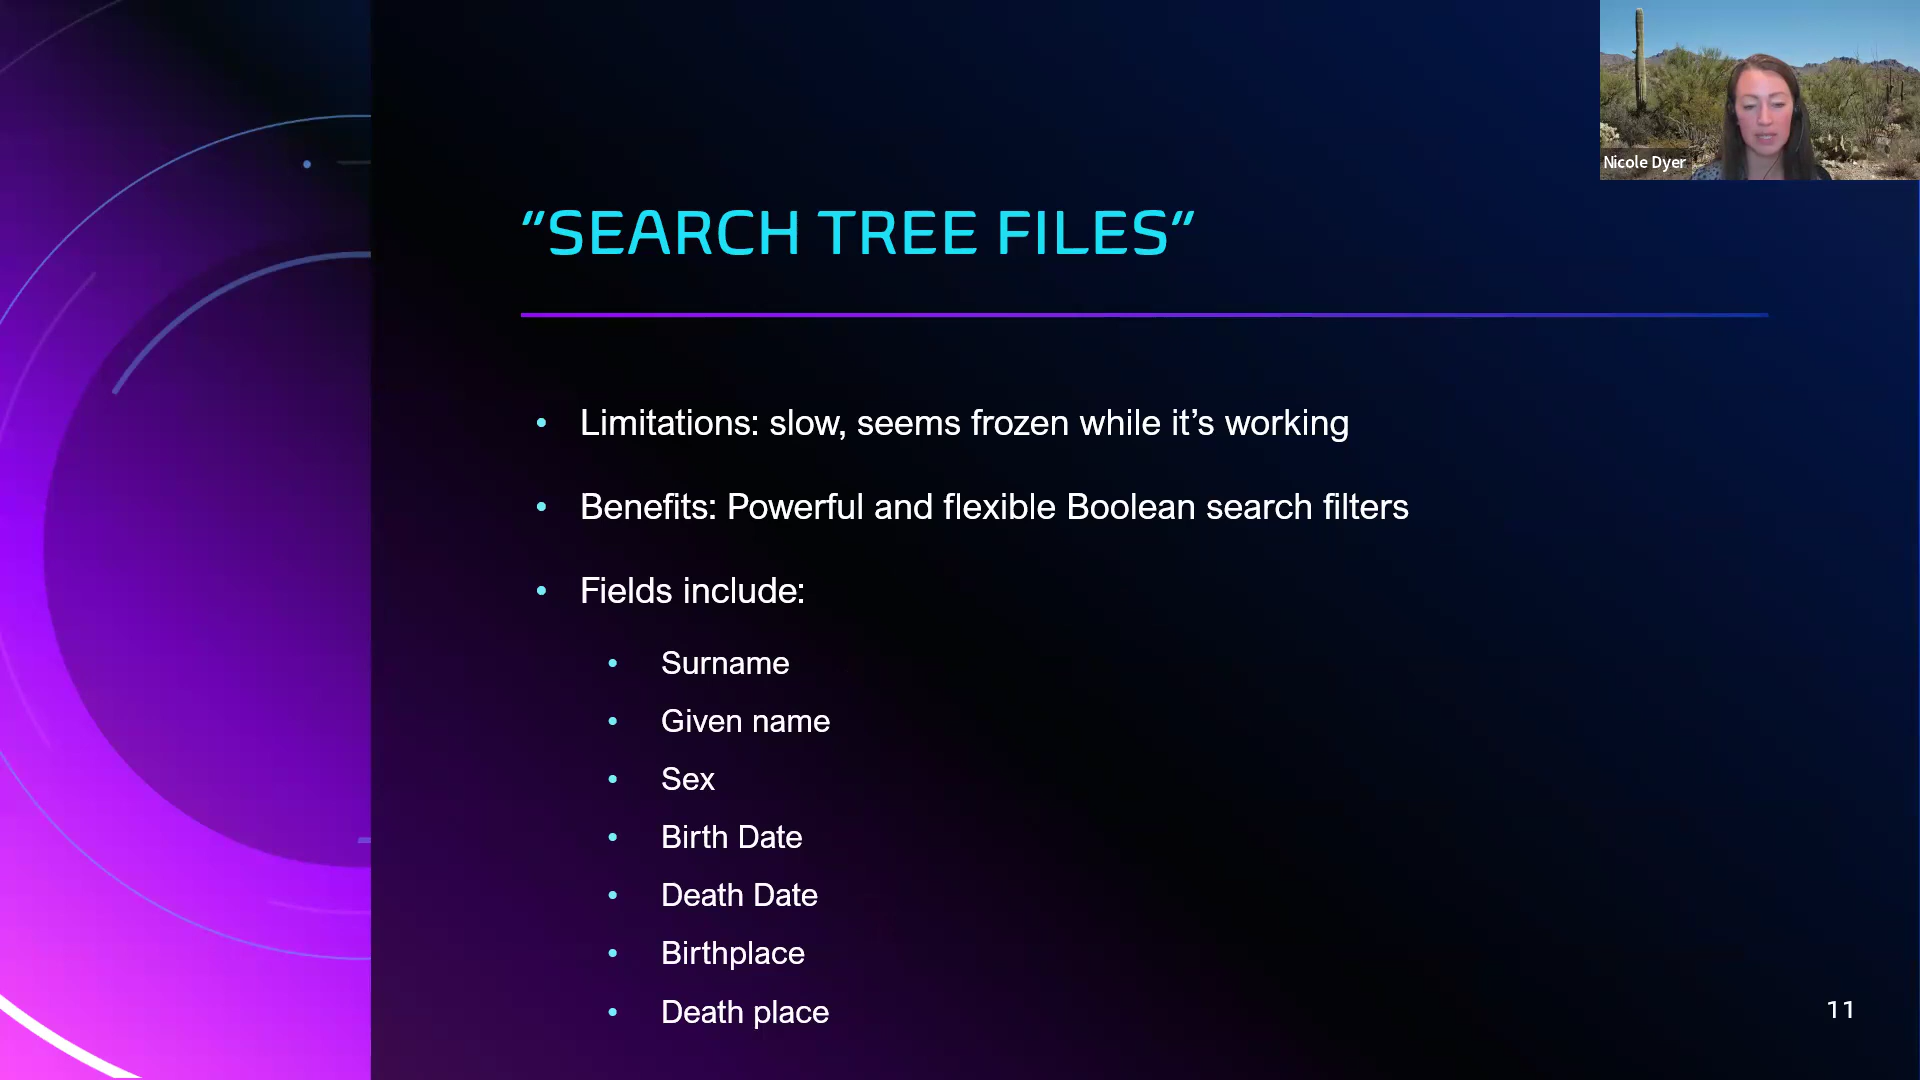 Nicole Dyer
“SEARCH TREE FILES”
• Limitations: slow, seems frozen while it’s working
• Benefits: Powerful and flexible Boolean search filters
• Fields include:
• Surname
• Given name
• Sex
• Birth Date
• Death Date
• Birthplace
• Death place
11